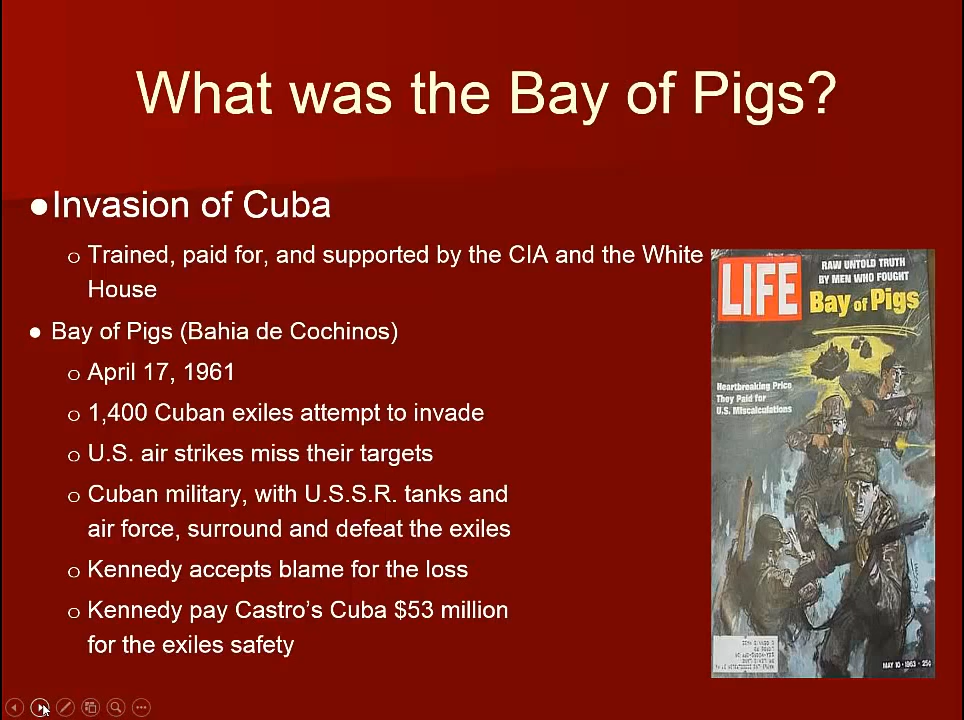 What was the Bay of Pigs?
●Invasion of Cuba
o Trained, paid for, and supported by the CIA and the White
House
● Bay of Pigs (Bahia de Cochinos)
o April 17, 1961
o 1,400 Cuban exiles attempt to invade
o U.S. air strikes miss their targets
o Cuban military, with U.S.S.R. tanks and
air force, surround and defeat the exiles
o Kennedy accepts blame for the loss
o Kennedy pay Castro's Cuba $53 million
for the exiles safety
LIFE
RAW UNTOLD TRUTH
BY MEN WHO FOUGHT
Bay of Pigs
Heartbreaking Price
They Paid for
U.S. Miscalculations
MAY 10 · 1963 · 25¢